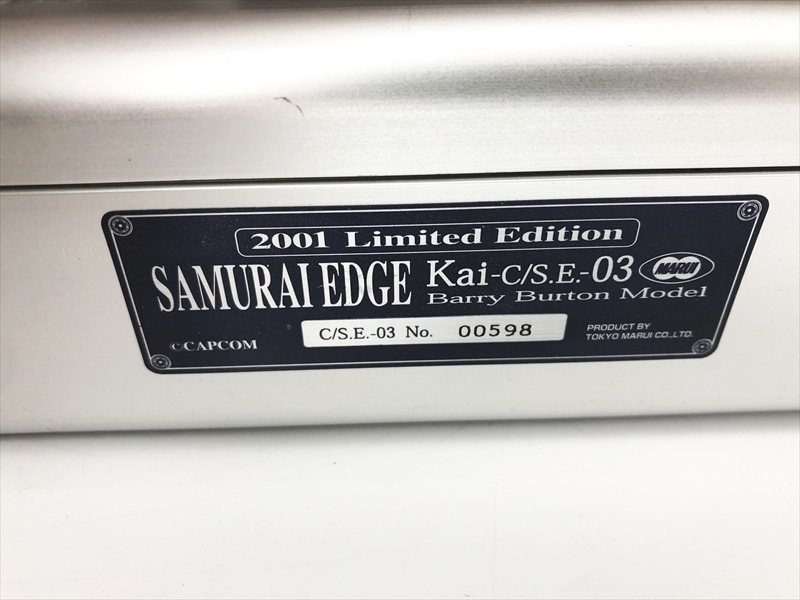 2001 Limited Edition
SAMURAI EDGE Kai-C/S.E.-03 MARUI
Barry Burton Model
C/S.E.-03 No. 00598
©CAPCOM
PRODUCT BY
TOKYO MARUI CO.,LTD.